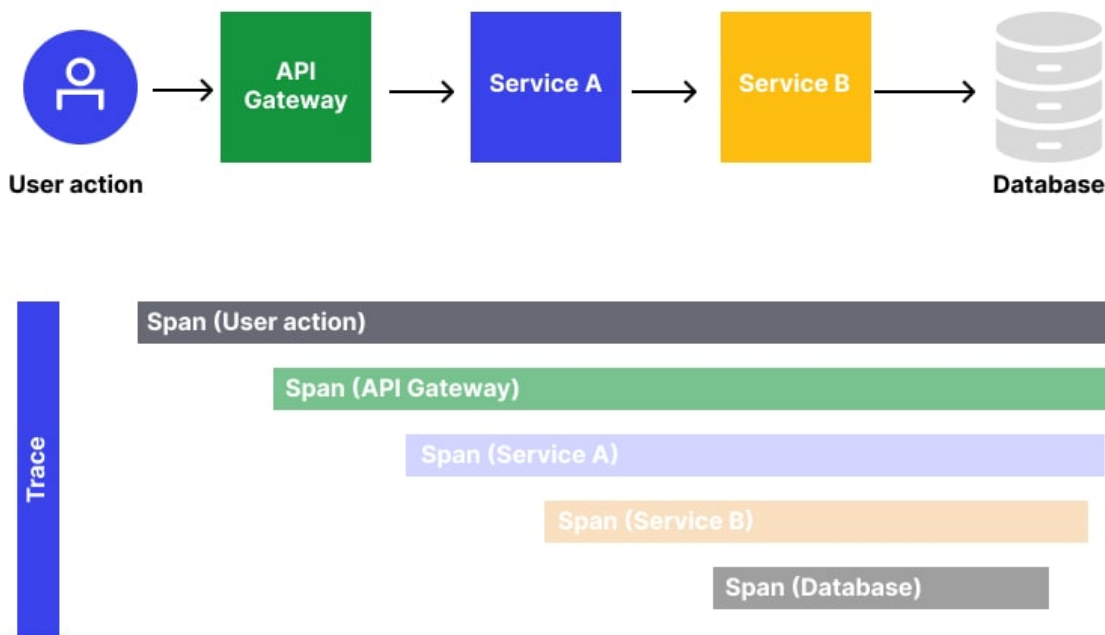 API
Gateway
Service A
Service B
User action
Database
Span (User action)
Span (API Gateway)
Span (Service A)
Span (Service B)
Span (Database)
Trace